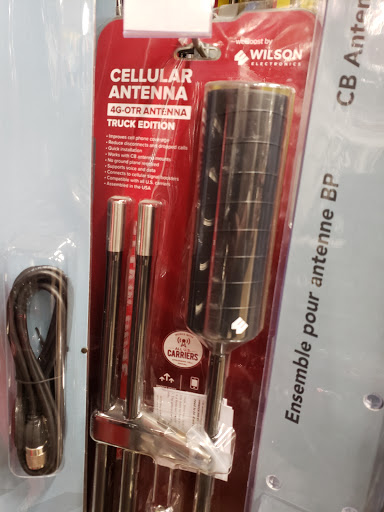 weBoost by
WILSON
ELECTRONICS
CELLULAR
ANTENNA
4G-OTR ANTENNA
TRUCK EDITION
• Improves cell phone coverage
• Reduce disconnects and dropped calls
• Quick installation
• Works with CB antenna mounts
• No ground plane required
• Supports voice and data
• Connects to cellular signal boosters
• Compatible with all U.S. carriers
• Assembled in the USA
CARRIERS
CB Anten
Ensemble pour antenne BP